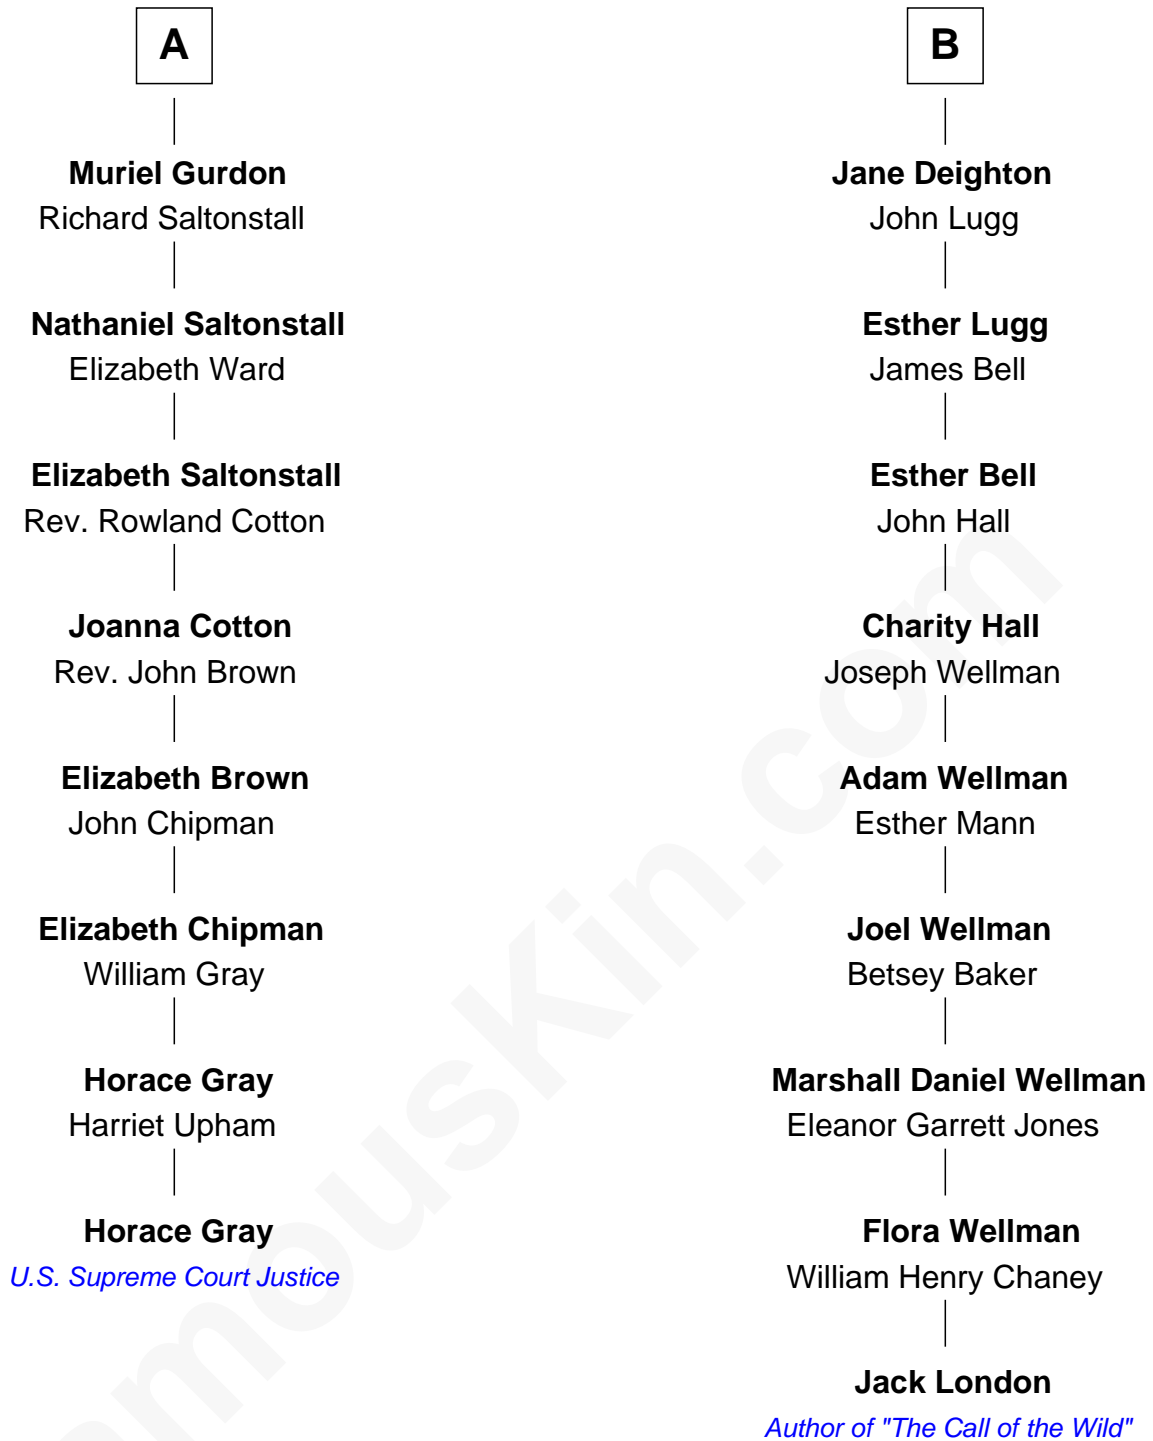 A
Muriel Gurdon
Richard Saltonstall
Nathaniel Saltonstall
Elizabeth Ward
Elizabeth Saltonstall
Rev. Rowland Cotton
Joanna Cotton
Rev. John Brown
Elizabeth Brown
John Chipman
Elizabeth Chipman
William Gray
Horace Gray
Harriet Upham
Horace Gray
U.S. Supreme Court Justice
B
Jane Deighton
John Lugg
Esther Lugg
James Bell
Esther Bell
John Hall
Charity Hall
Joseph Wellman
Adam Wellman
Esther Mann
Joel Wellman
Betsey Baker
Marshall Daniel Wellman
Eleanor Garrett Jones
Flora Wellman
William Henry Chaney
Jack London
Author of "The Call of the Wild"
amousKin.com